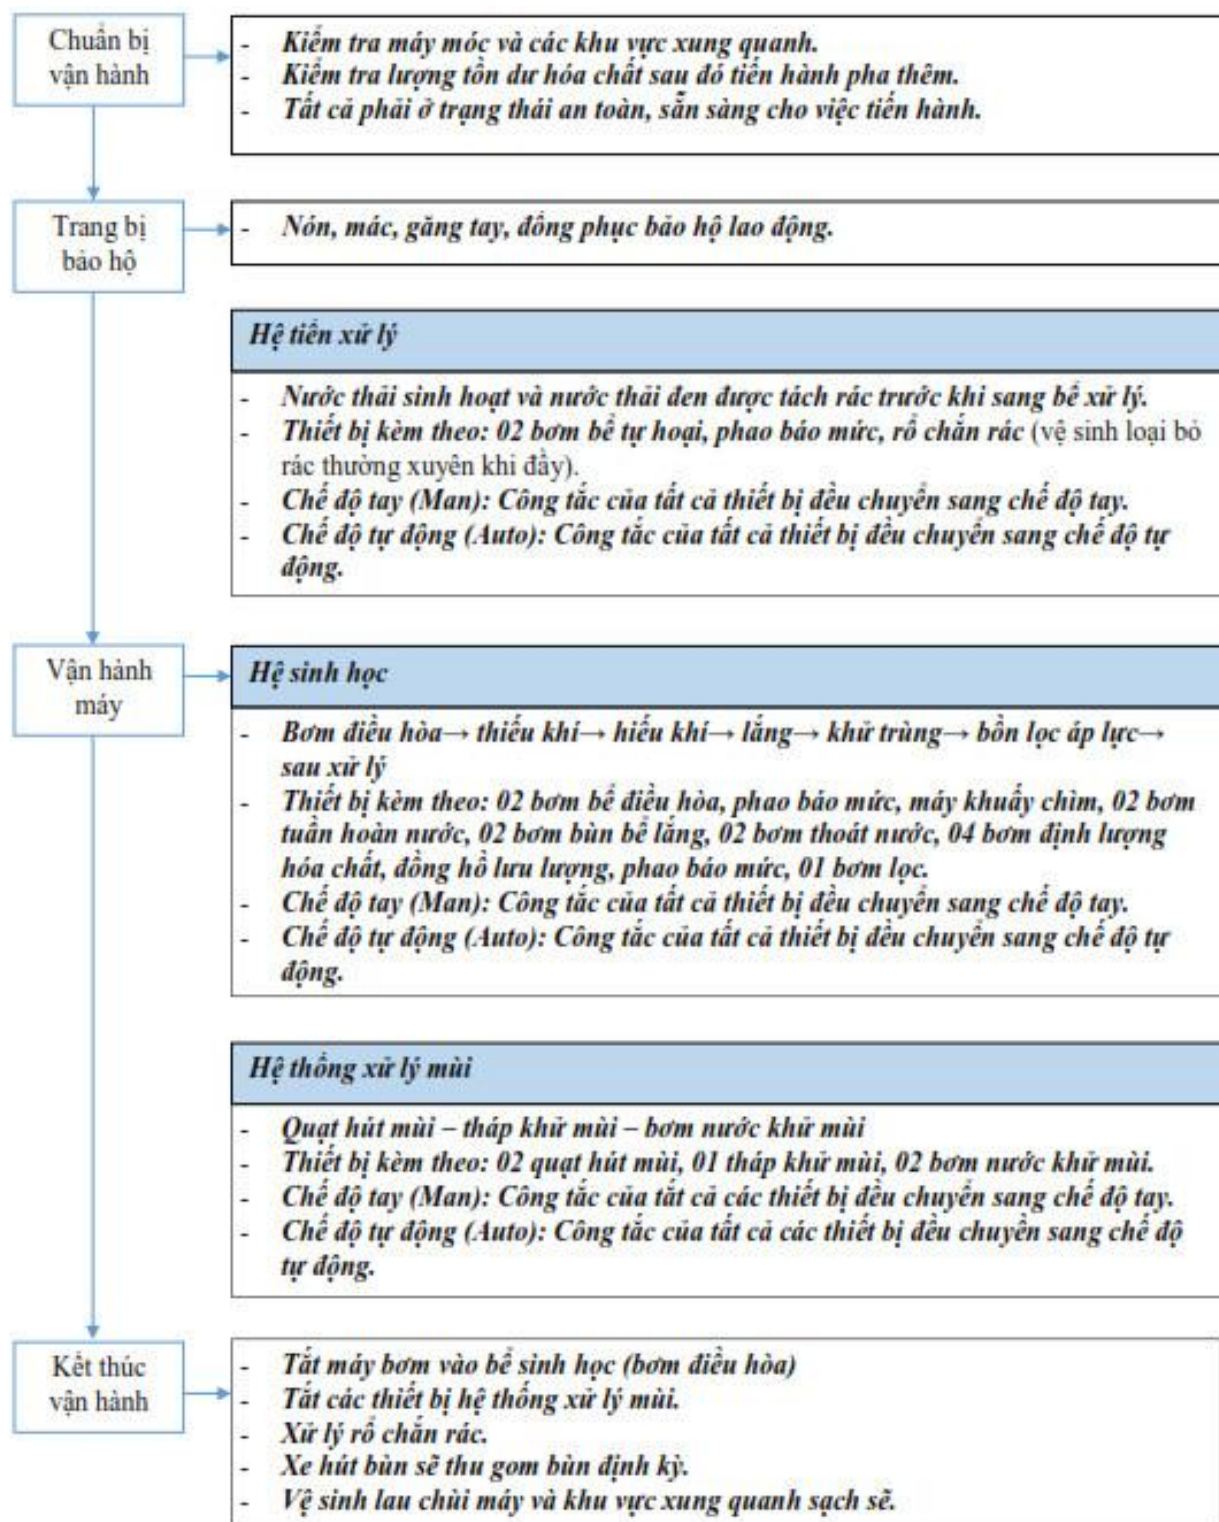 Chuẩn bị
vận hành
- Kiểm tra máy móc và các khu vực xung quanh.
- Kiểm tra lượng tồn dư hóa chất sau đó tiến hành pha thêm.
- Tất cả phải ở trạng thái an toàn, sẵn sàng cho việc tiến hành.
Trang bị
bảo hộ
- Nón, mác, găng tay, đồng phục bảo hộ lao động.
Hệ tiền xử lý
- Nước thải sinh hoạt và nước thải đen được tách rác trước khi sang bể xử lý.
- Thiết bị kèm theo: 02 bơm bể tự hoại, phao báo mức, rổ chắn rác (vệ sinh loại bỏ
rác thường xuyên khi đầy).
- Chế độ tay (Man): Công tắc của tất cả thiết bị đều chuyển sang chế độ tay.
- Chế độ tự động (Auto): Công tắc của tất cả thiết bị đều chuyển sang chế độ tự
động.
Vận hành
máy
Hệ sinh học
- Bơm điều hòa→ thiếu khí→ hiếu khí→ lắng→ khử trùng→ bồn lọc áp lực→
sau xử lý
- Thiết bị kèm theo: 02 bơm bể điều hòa, phao báo mức, máy khuấy chìm, 02 bơm
tuần hoàn nước, 02 bơm bùn bể lắng, 02 bơm thoát nước, 04 bơm định lượng
hóa chất, đồng hồ lưu lượng, phao báo mức, 01 bơm lọc.
- Chế độ tay (Man): Công tắc của tất cả thiết bị đều chuyển sang chế độ tay.
- Chế độ tự động (Auto): Công tắc của tất cả thiết bị đều chuyển sang chế độ tự
động.
Hệ thống xử lý mùi
- Quạt hút mùi – tháp khử mùi – bơm nước khử mùi
- Thiết bị kèm theo: 02 quạt hút mùi, 01 tháp khử mùi, 02 bơm nước khử mùi.
- Chế độ tay (Man): Công tắc của tất cả các thiết bị đều chuyển sang chế độ tay.
- Chế độ tự động (Auto): Công tắc của tất cả các thiết bị đều chuyển sang chế độ
tự động.
Kết thúc
vận hành
- Tắt máy bơm vào bể sinh học (bơm điều hòa)
- Tắt các thiết bị hệ thống xử lý mùi.
- Xử lý rổ chắn rác.
- Xe hút bùn sẽ thu gom bùn định kỳ.
- Vệ sinh lau chùi máy và khu vực xung quanh sạch sẽ.